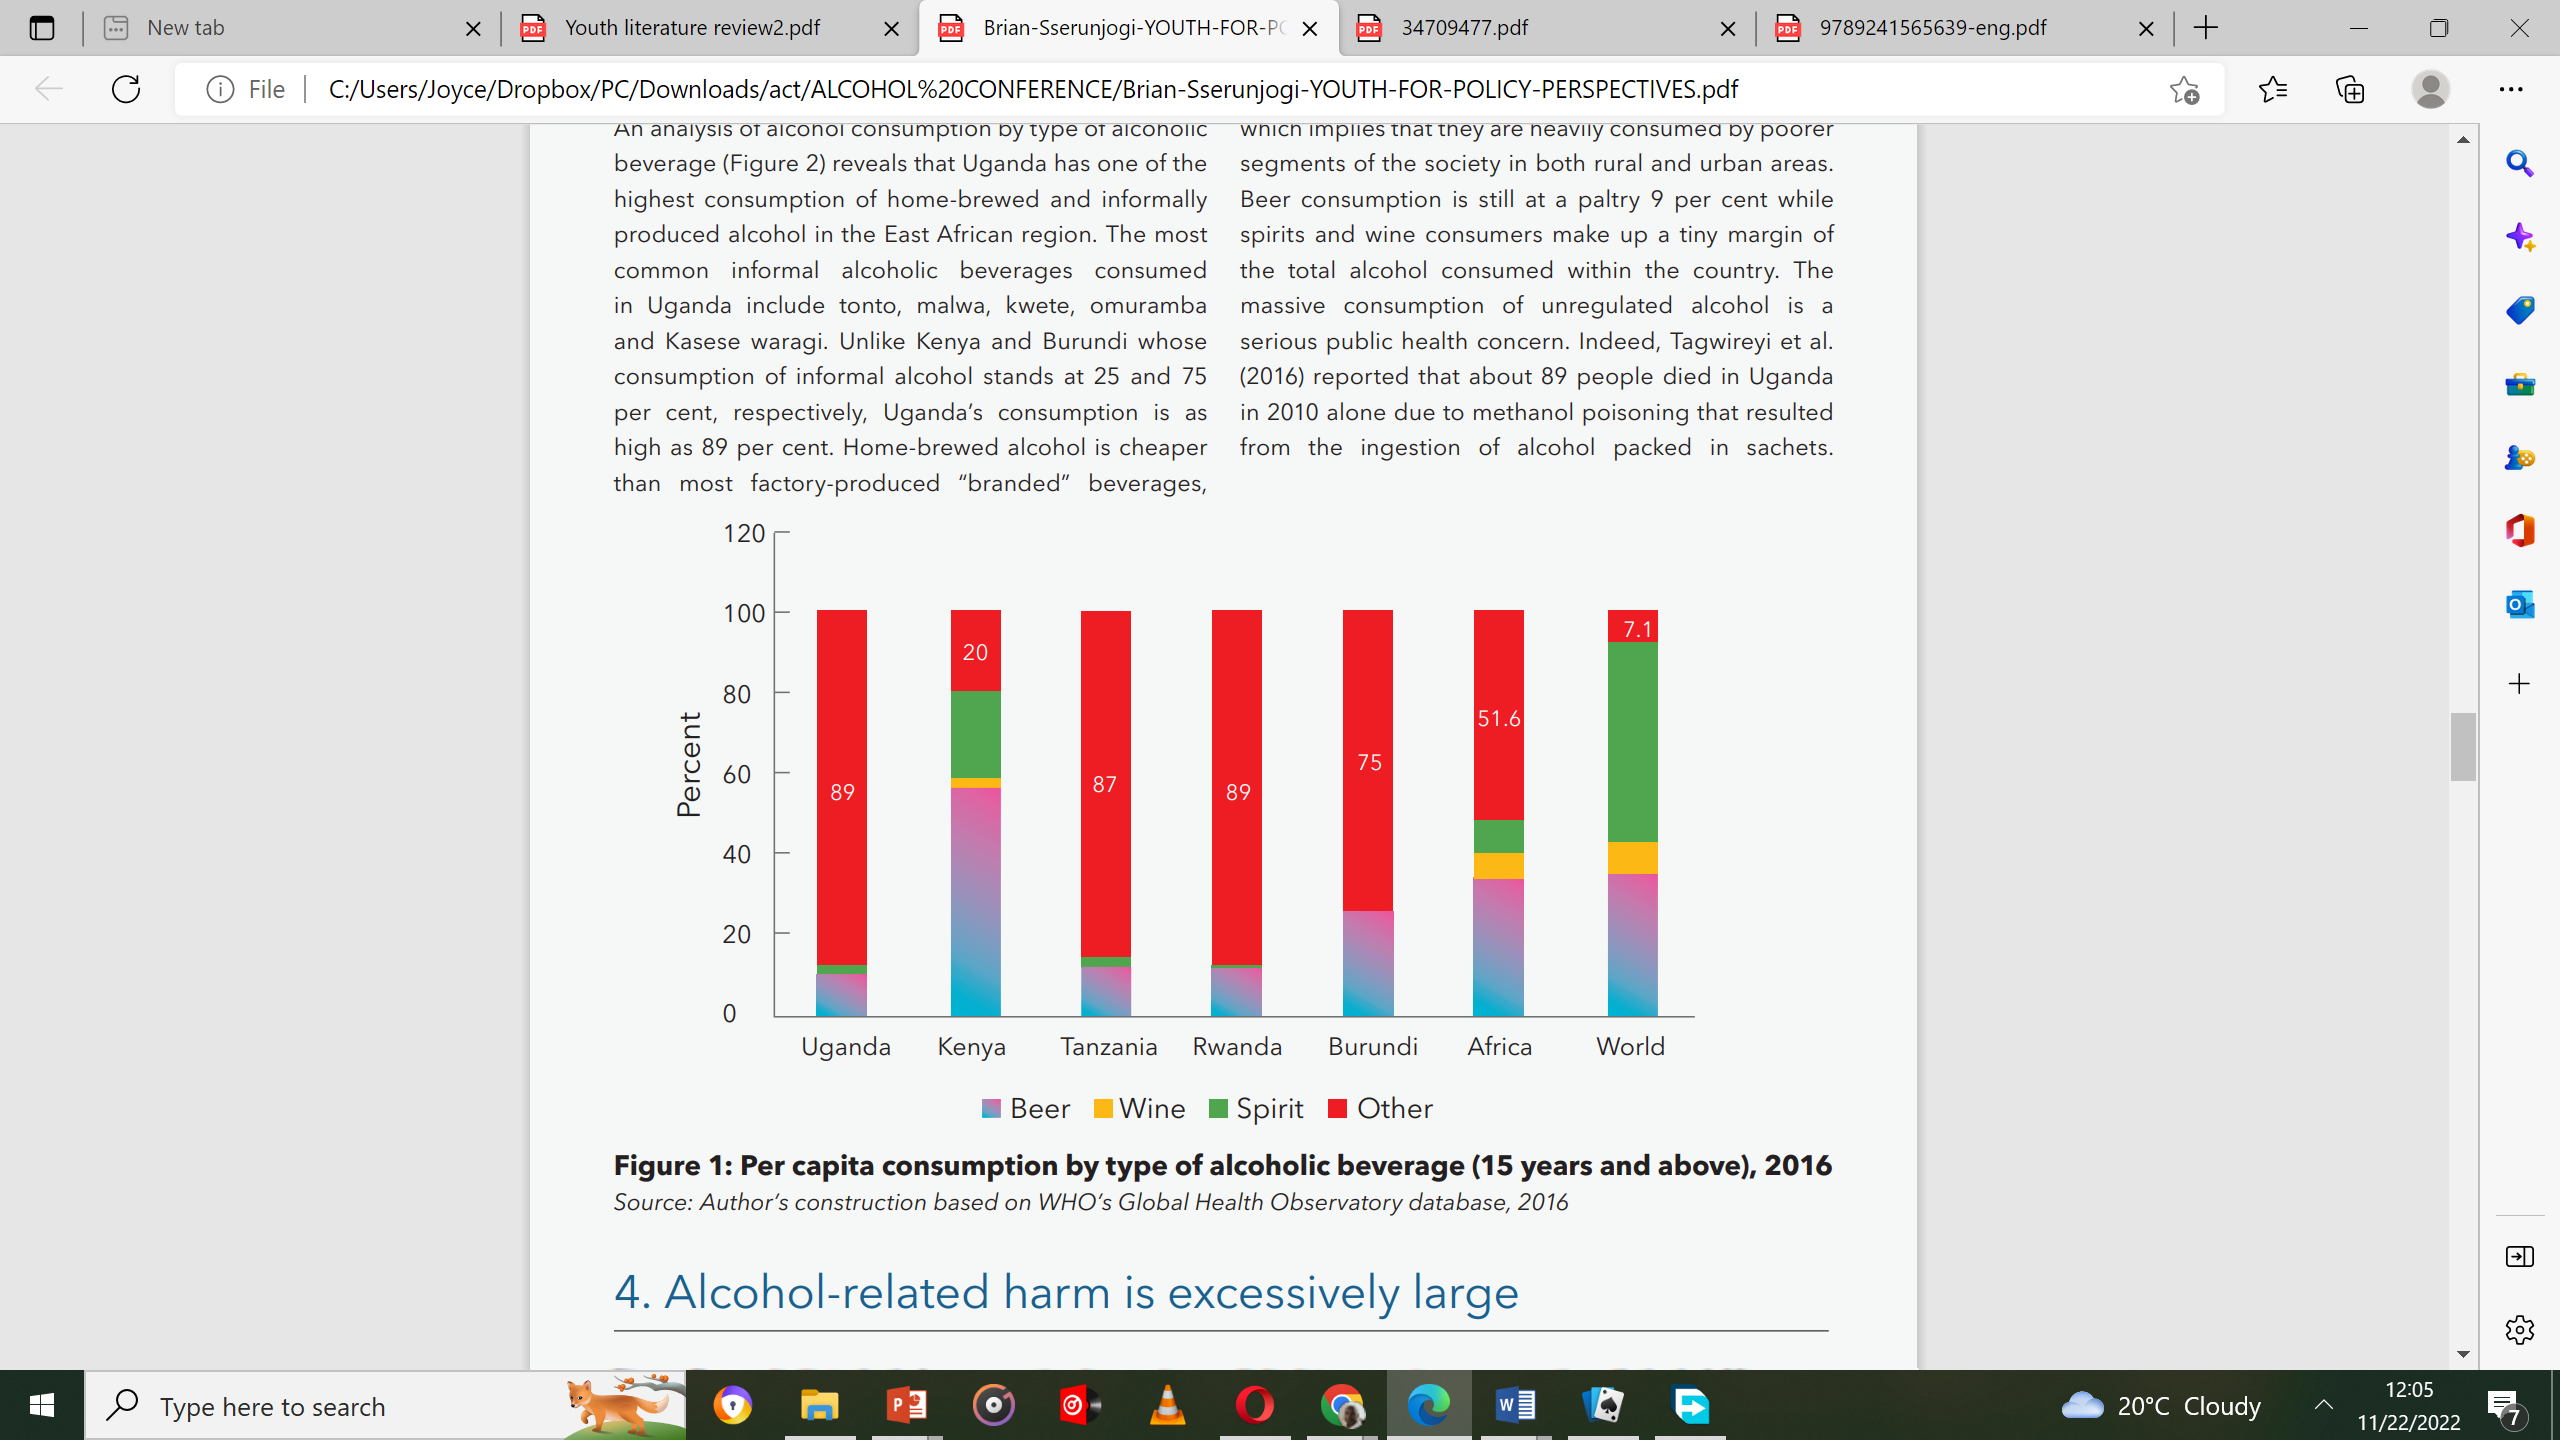 New tab
Youth literature review2.pdf
Brian-Sserunjogi-YOUTH-FOR-PO
34709477.pdf
9789241565639-eng.pdf
File
C:/Users/Joyce/Dropbox/PC/Downloads/act/ALCOHOL%20CONFERENCE/Brian-Sserunjogi-YOUTH-FOR-POLICY-PERSPECTIVES.pdf
An analysis of alcohol consumption by type of alcoholic
beverage (Figure 2) reveals that Uganda has one of the
highest consumption of home-brewed and informally
produced alcohol in the East African region. The most
common informal alcoholic beverages consumed
in Uganda include tonto, malwa, kwete, omuramba
and Kasese waragi. Unlike Kenya and Burundi whose
consumption of informal alcohol stands at 25 and 75
per cent, respectively, Uganda’s consumption is as
high as 89 per cent. Home-brewed alcohol is cheaper
than most factory-produced “branded” beverages,
which implies that they are heavily consumed by poorer
segments of the society in both rural and urban areas.
Beer consumption is still at a paltry 9 per cent while
spirits and wine consumers make up a tiny margin of
the total alcohol consumed within the country. The
massive consumption of unregulated alcohol is a
serious public health concern. Indeed, Tagwireyi et al.
(2016) reported that about 89 people died in Uganda
in 2010 alone due to methanol poisoning that resulted
from the ingestion of alcohol packed in sachets.
Percent
120
100
80
60
40
20
0
89
20
87
89
75
51.6
7.1
Uganda Kenya Tanzania Rwanda Burundi Africa World
Beer Wine Spirit Other
Figure 1: Per capita consumption by type of alcoholic beverage (15 years and above), 2016
Source: Author’s construction based on WHO’s Global Health Observatory database, 2016
4. Alcohol-related harm is excessively large
Type here to search
20°C Cloudy
12:05
11/22/2022
7